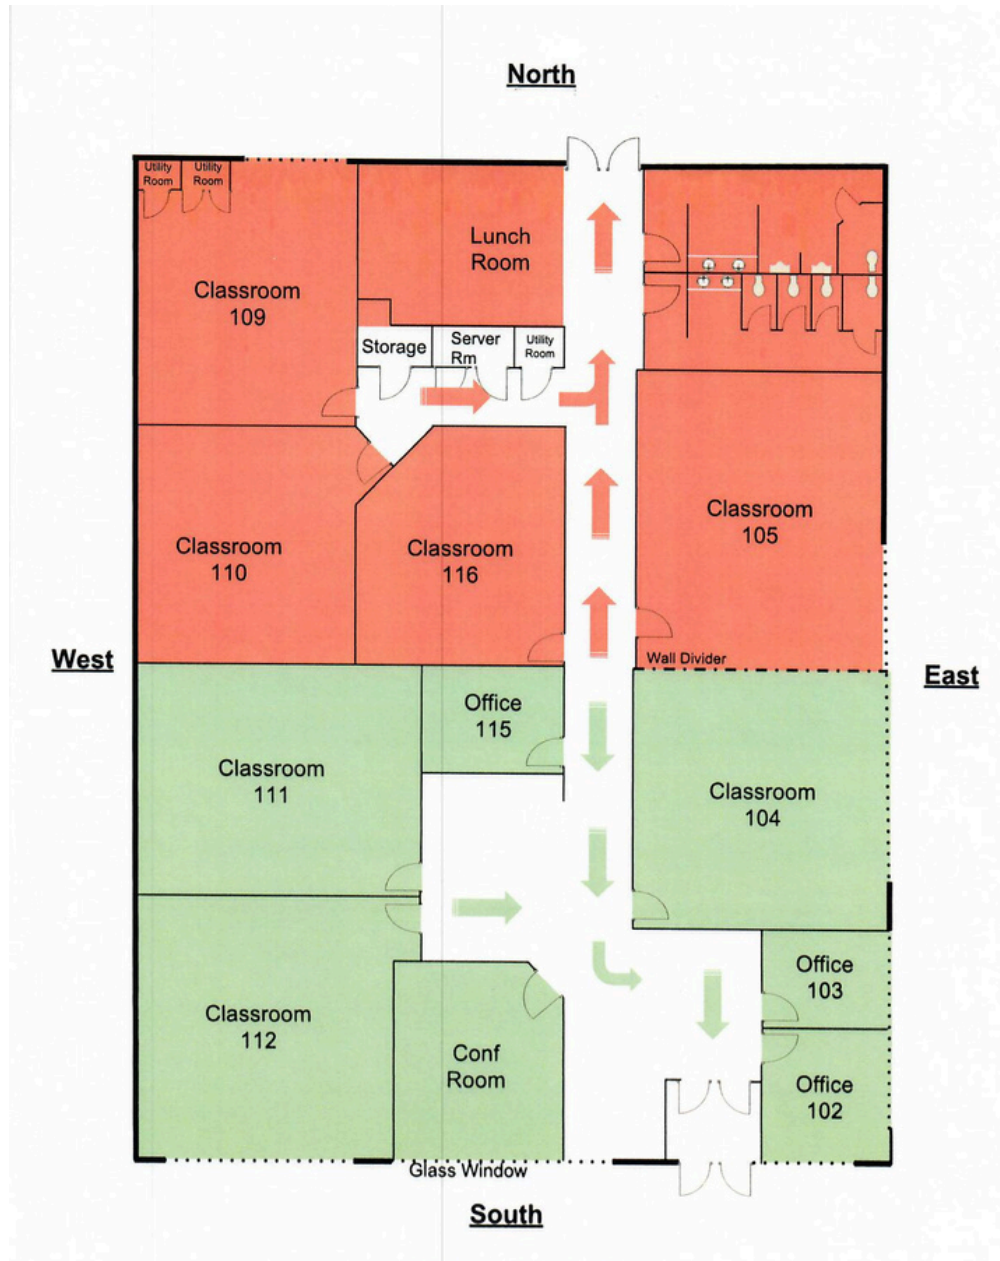 North
Utility
Room
Utility
Room
Lunch
Room
Classroom
109
Storage
Server
Rm
Utility
Room
Classroom
105
Classroom
110
Classroom
116
West
Wall Divider
East
Office
115
Classroom
111
Classroom
104
Office
103
Classroom
112
Conf
Room
Office
102
Glass Window
South